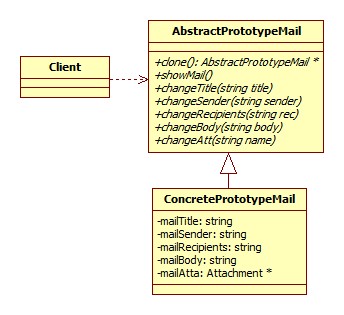 AbstractPrototypeMail
+clone(): AbstractPrototypeMail *
+showMail()
+changeTitle(string title)
+changeSender(string sender)
+changeRecipients(string rec)
+changeBody(string body)
+changeAtt(string name)
Client
ConcretePrototypeMail
-mailTitle: string
-mailSender: string
-mailRecipients: string
-mailBody: string
-mailAtta: Attachment *